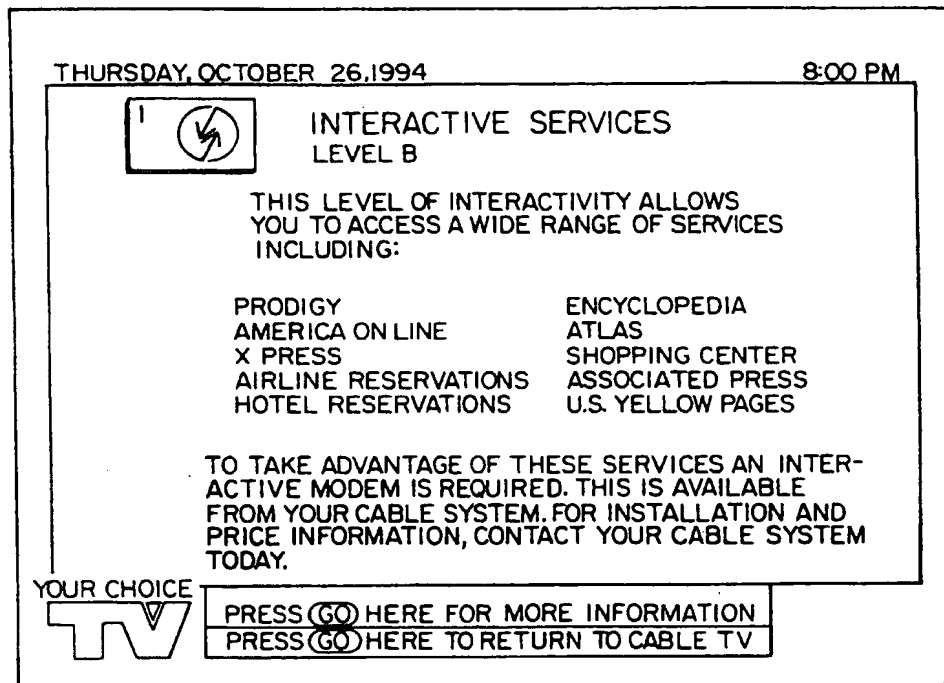 THURSDAY, OCTOBER 26.1994 8:00 PM
1
INTERACTIVE SERVICES
LEVEL B
THIS LEVEL OF INTERACTIVITY ALLOWS
YOU TO ACCESS A WIDE RANGE OF SERVICES
INCLUDING:
PRODIGY ENCYCLOPEDIA
AMERICA ON LINE ATLAS
X PRESS SHOPPING CENTER
AIRLINE RESERVATIONS ASSOCIATED PRESS
HOTEL RESERVATIONS U.S. YELLOW PAGES
TO TAKE ADVANTAGE OF THESE SERVICES AN INTER-
ACTIVE MODEM IS REQUIRED. THIS IS AVAILABLE
FROM YOUR CABLE SYSTEM. FOR INSTALLATION AND
PRICE INFORMATION, CONTACT YOUR CABLE SYSTEM
TODAY.
YOUR CHOICE
TV
PRESS GO HERE FOR MORE INFORMATION
PRESS GO HERE TO RETURN TO CABLE TV